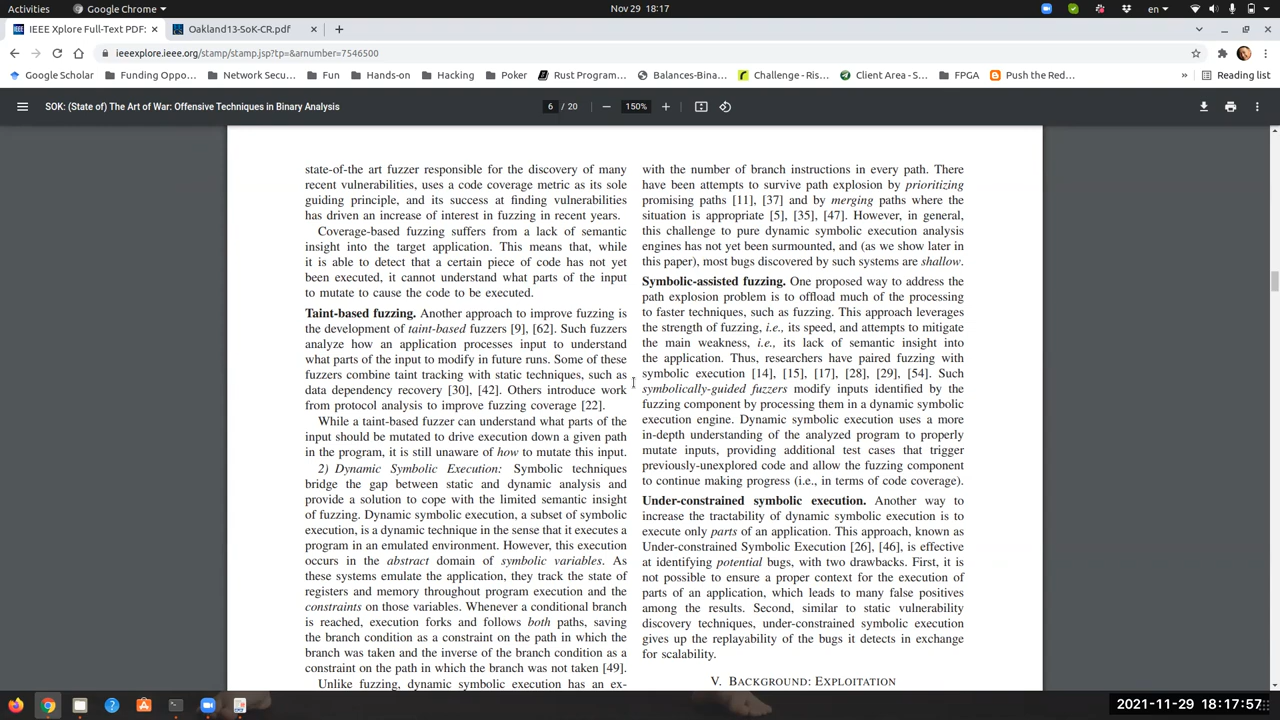 Activities
Google Chrome
Nov 29 18:17
en
IEEE Xplore Full-Text PDF:
Oakland13-SoK-CR.pdf
ieeexplore.ieee.org/stamp/stamp.jsp?tp=&arnumber=7546500
Google Scholar
Funding Oppo...
Network Secur...
Fun
Hands-on
Hacking
Poker
Rust Program...
Balances-Bina...
Challenge - Ris...
Client Area - S...
FPGA
Push the Red...
»
Reading list
SOK: (State of) The Art of War: Offensive Techniques in Binary Analysis
6 / 20
150%
state-of-the art fuzzer responsible for the discovery of many
recent vulnerabilities, uses a code coverage metric as its sole
guiding principle, and its success at finding vulnerabilities
has driven an increase of interest in fuzzing in recent years.
Coverage-based fuzzing suffers from a lack of semantic
insight into the target application. This means that, while
it is able to detect that a certain piece of code has not yet
been executed, it cannot understand what parts of the input
to mutate to cause the code to be executed.
Taint-based fuzzing. Another approach to improve fuzzing is
the development of taint-based fuzzers [9], [62]. Such fuzzers
analyze how an application processes input to understand
what parts of the input to modify in future runs. Some of these
fuzzers combine taint tracking with static techniques, such as
data dependency recovery [30], [42]. Others introduce work
from protocol analysis to improve fuzzing coverage [22].
While a taint-based fuzzer can understand what parts of the
input should be mutated to drive execution down a given path
in the program, it is still unaware of how to mutate this input.
2) Dynamic Symbolic Execution: Symbolic techniques
bridge the gap between static and dynamic analysis and
provide a solution to cope with the limited semantic insight
of fuzzing. Dynamic symbolic execution, a subset of symbolic
execution, is a dynamic technique in the sense that it executes a
program in an emulated environment. However, this execution
occurs in the abstract domain of symbolic variables. As
these systems emulate the application, they track the state of
registers and memory throughout program execution and the
constraints on those variables. Whenever a conditional branch
is reached, execution forks and follows both paths, saving
the branch condition as a constraint on the path in which the
branch was taken and the inverse of the branch condition as a
constraint on the path in which the branch was not taken [49].
Unlike fuzzing, dynamic symbolic execution has an ex-
with the number of branch instructions in every path. There
have been attempts to survive path explosion by prioritizing
promising paths [11], [37] and by merging paths where the
situation is appropriate [5], [35], [47]. However, in general,
this challenge to pure dynamic symbolic execution analysis
engines has not yet been surmounted, and (as we show later in
this paper), most bugs discovered by such systems are shallow.
Symbolic-assisted fuzzing. One proposed way to address the
path explosion problem is to offload much of the processing
to faster techniques, such as fuzzing. This approach leverages
the strength of fuzzing, i.e., its speed, and attempts to mitigate
the main weakness, i.e., its lack of semantic insight into
the application. Thus, researchers have paired fuzzing with
symbolic execution [14], [15], [17], [28], [29], [54]. Such
symbolically-guided fuzzers modify inputs identified by the
fuzzing component by processing them in a dynamic symbolic
execution engine. Dynamic symbolic execution uses a more
in-depth understanding of the analyzed program to properly
mutate inputs, providing additional test cases that trigger
previously-unexplored code and allow the fuzzing component
to continue making progress (i.e., in terms of code coverage).
Under-constrained symbolic execution. Another way to
increase the tractability of dynamic symbolic execution is to
execute only parts of an application. This approach, known as
Under-constrained Symbolic Execution [26], [46], is effective
at identifying potential bugs, with two drawbacks. First, it is
not possible to ensure a proper context for the execution of
parts of an application, which leads to many false positives
among the results. Second, similar to static vulnerability
discovery techniques, under-constrained symbolic execution
gives up the replayability of the bugs it detects in exchange
for scalability.
V. BACKGROUND: EXPLOITATION
2021-11-29 18:17:57